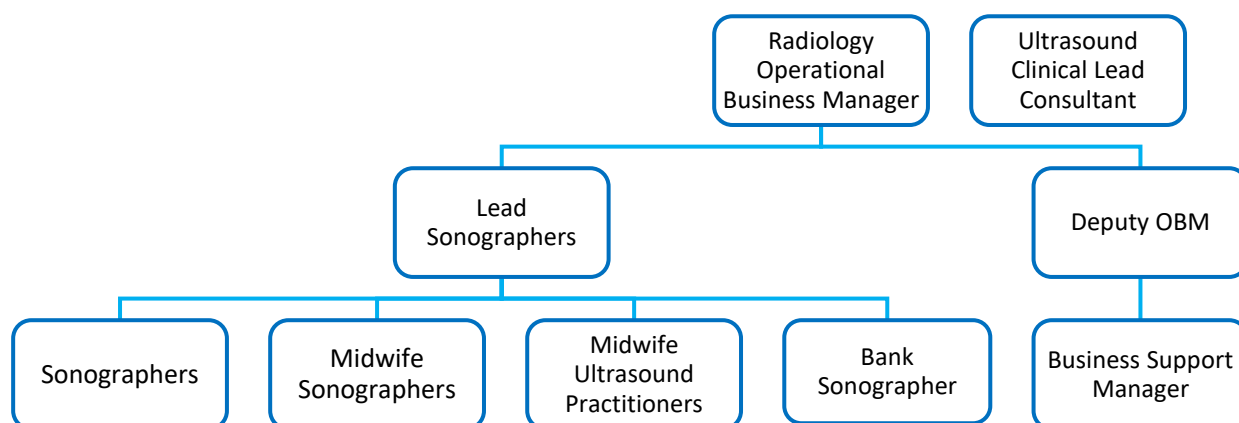 Radiology
Operational
Business Manager
Ultrasound
Clinical Lead
Consultant
Lead
Sonographers
Deputy OBM
Sonographers
Midwife
Sonographers
Midwife
Ultrasound
Practitioners
Bank
Sonographer
Business Support
Manager